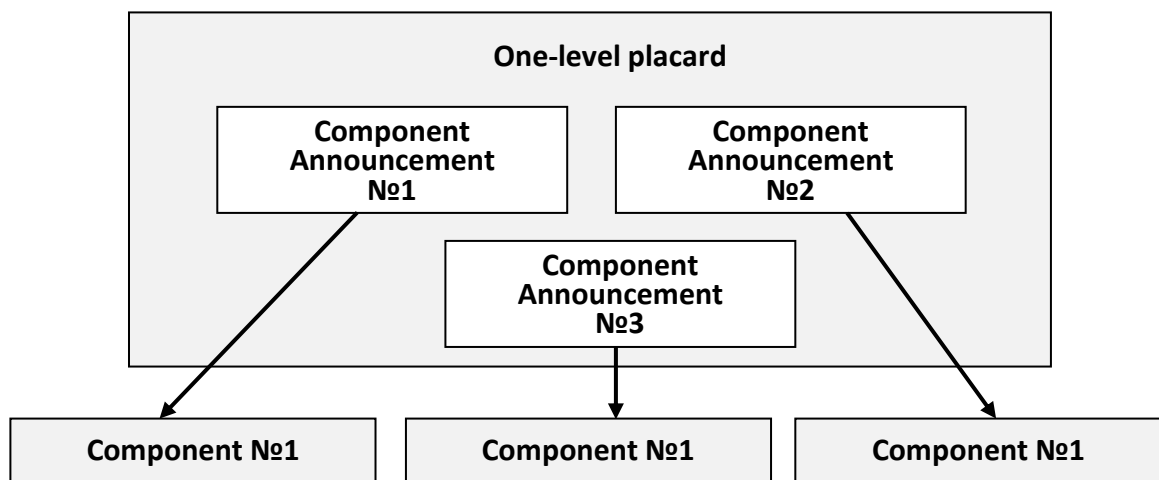 One-level placard
Component
Announcement
№1
Component
Announcement
№2
Component
Announcement
№3
Component №1
Component №1
Component №1